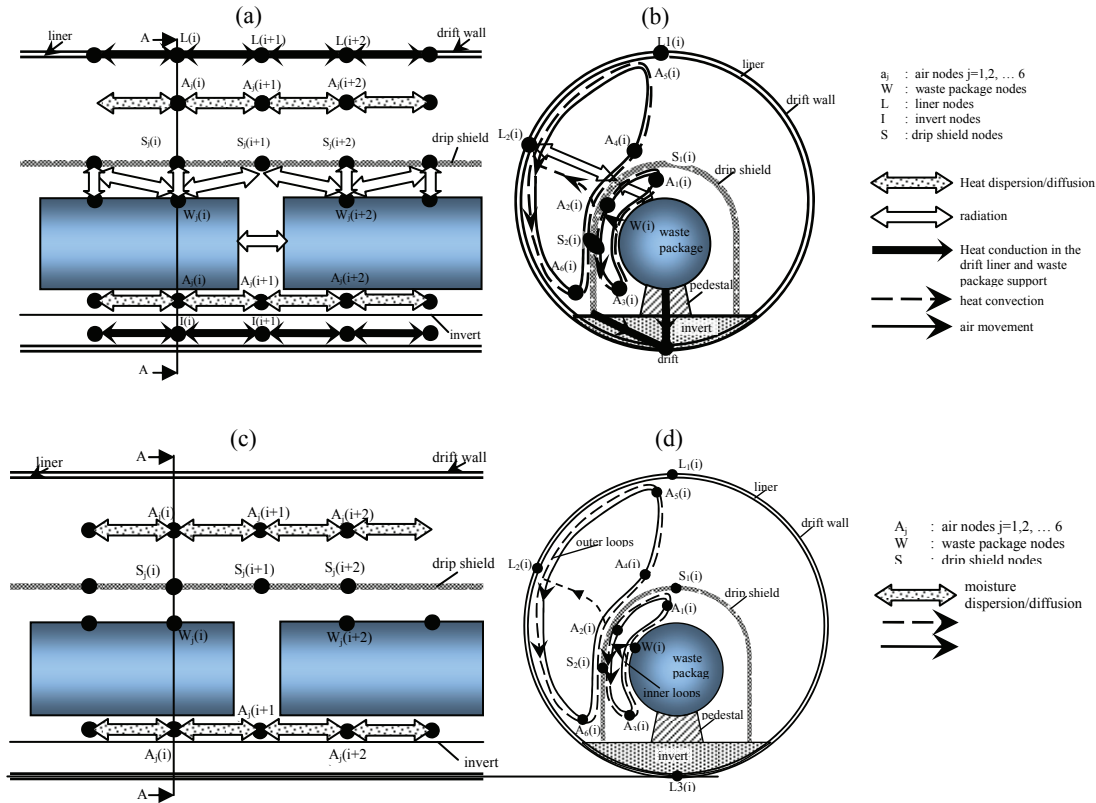 (a)
liner
A
L(i)
L(i+1)
L(i+2)
drift wall
Aj(i)
Aj(i+1)
Aj(i+2)
Sj(i)
Sj(i+1)
Sj(i+2)
drip shield
Wj(i)
Wj(i+2)
Aj(i)
Aj(i+1)
Aj(i+2)
I(i)
I(i+1)
invert
A
(b)
L1(i)
A5(i)
liner
drift wall
L2(i)
A4(i)
S1(i)
drip shield
A1(i)
A2(i)
W(i)
waste
package
S2(i)
A6(i)
A3(i)
pedestal
invert
drift
aj : air nodes j=1,2, … 6
W : waste package nodes
L : liner nodes
I : invert nodes
S : drip shield nodes
Heat dispersion/diffusion
radiation
Heat conduction in the
drift liner and waste
package support
heat convection
air movement
(c)
liner
A
drift wall
Aj(i)
Aj(i+1)
Aj(i+2)
Sj(i)
Sj(i+1)
Sj(i+2)
drip shield
Wj(i)
Wj(i+2)
Aj(i+1
Aj(i)
Aj(i+2
invert
A
(d)
L1(i)
A5(i)
liner
drift wall
outer loops
L2(i)
A4(i)
S1(i)
drip shield
A1(i)
A2(i)
W(i)
waste
packag
S2(i)
inner loops
A6(i)
A3(i)
pedestal
invert
L3(i)
Aj : air nodes j=1,2, … 6
W : waste package nodes
S : drip shield nodes
moisture
dispersion/diffusion